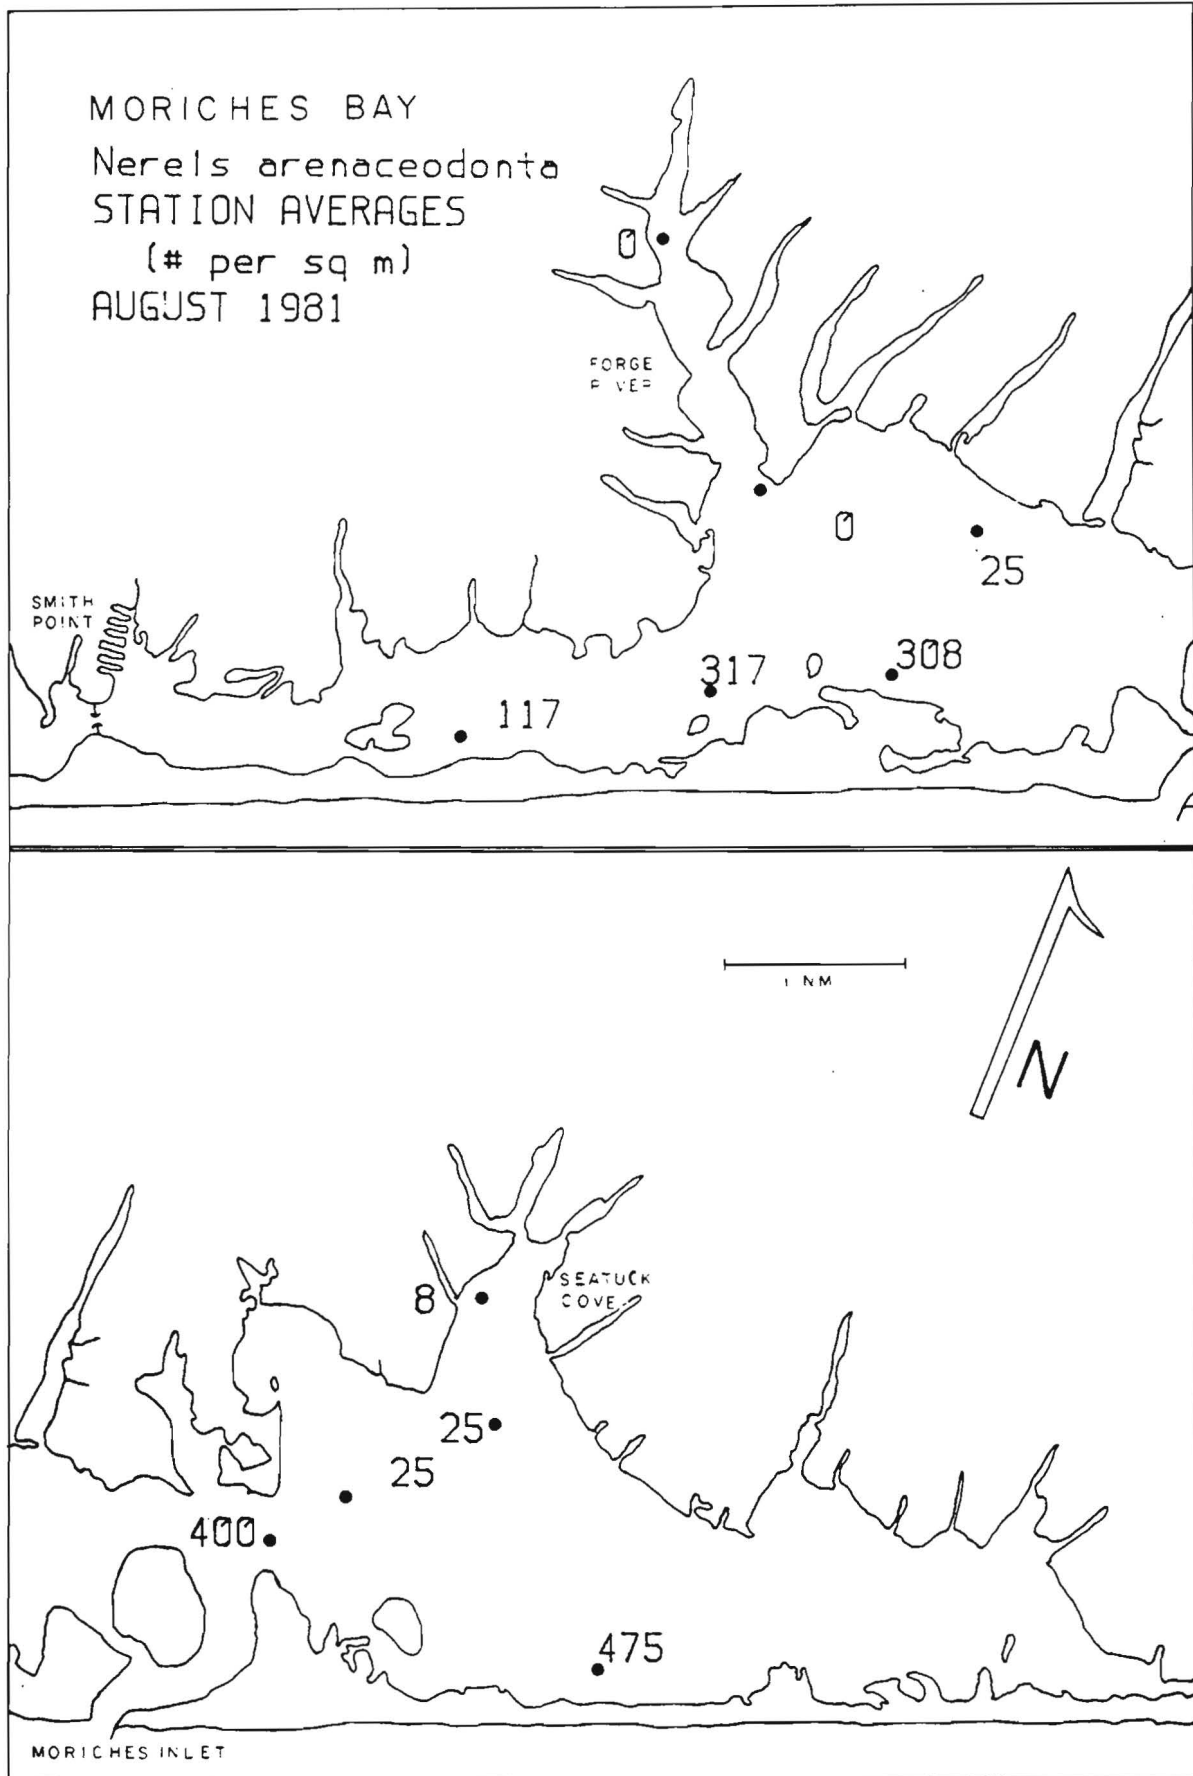 MORICHES BAY
Nereis arenaceodonta
STATION AVERAGES
(# per sq m)
AUGUST 1981
0
FORGE
RIVER
0
25
SMITH
POINT
317
308
117
1 NM
N
SEATUCK
COVE
8
25
25
400
475
MORICHES INLET